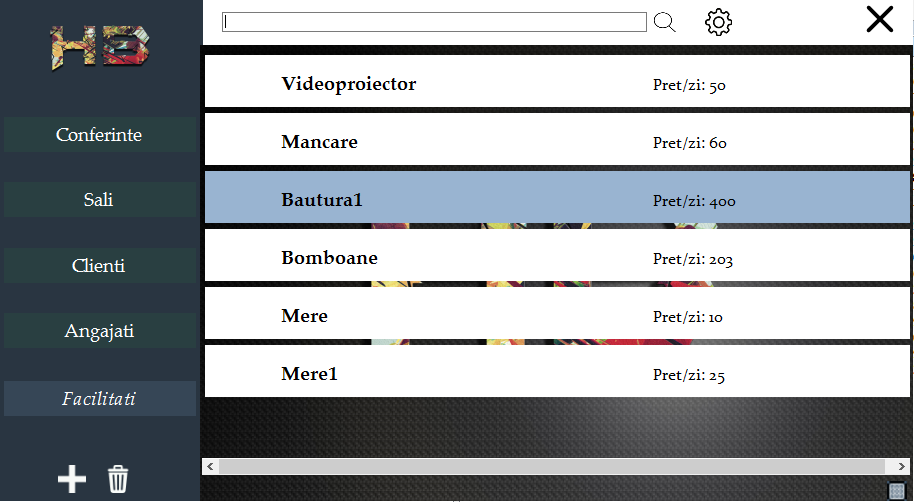 HB
Conferinte
Sali
Clienti
Angajati
Facilitati
Videoproiector Pret/zi: 50
Mancare Pret/zi: 60
Bautura1 Pret/zi: 400
Bomboane Pret/zi: 203
Mere Pret/zi: 10
Mere1 Pret/zi: 25